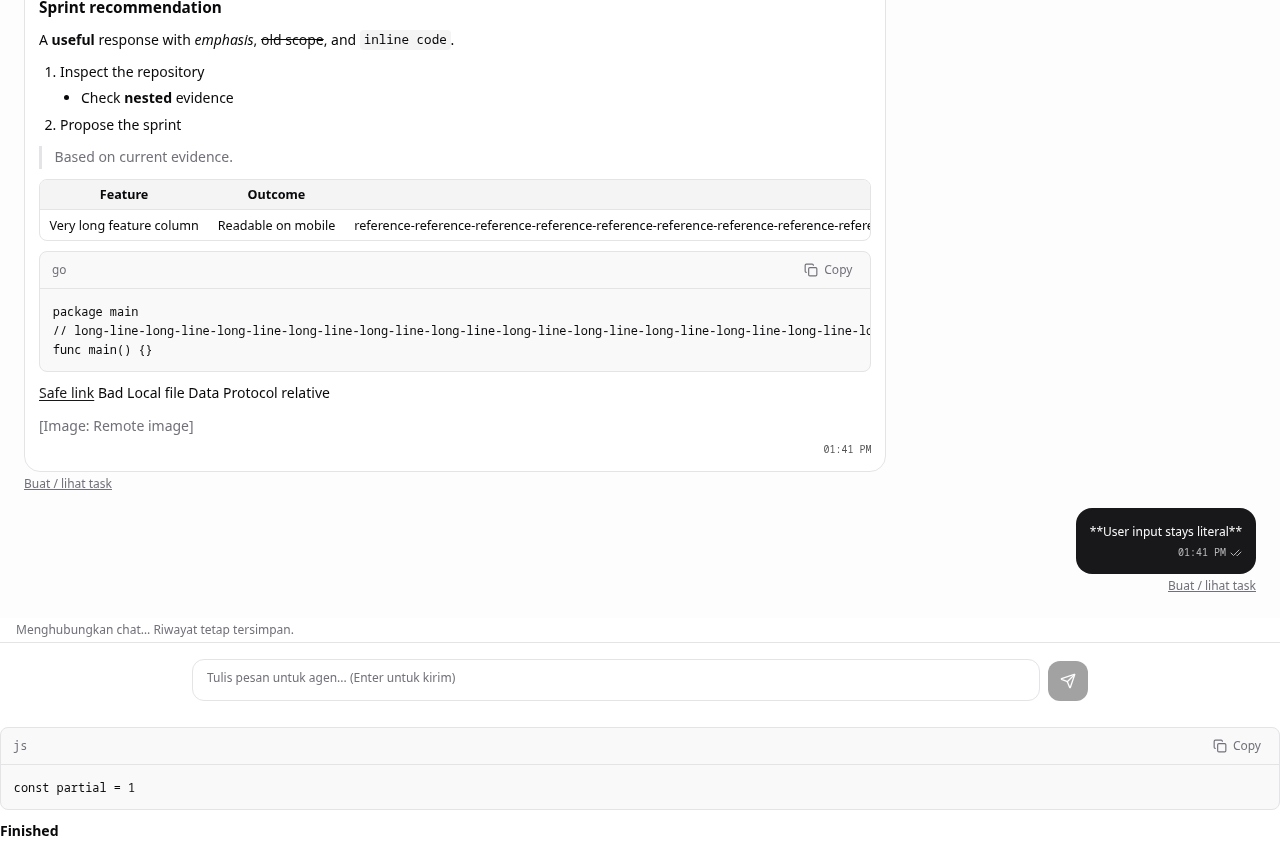 Sprint recommendation
A useful response with emphasis, old scope, and inline code.
1. Inspect the repository
• Check nested evidence
2. Propose the sprint
Based on current evidence.
Feature Outcome
Very long feature column Readable on mobile reference-reference-reference-reference-reference-reference-reference-reference-refere
go Copy
package main
// long-line-long-line-long-line-long-line-long-line-long-line-long-line-long-line-long-line-long-line-long-line-lo
func main() {}
Safe link Bad Local file Data Protocol relative
[Image: Remote image]
01:41 PM
Buat / lihat task
**User input stays literal**
01:41 PM
Buat / lihat task
Menghubungkan chat... Riwayat tetap tersimpan.
Tulis pesan untuk agen... (Enter untuk kirim)
js Copy
const partial = 1
Finished